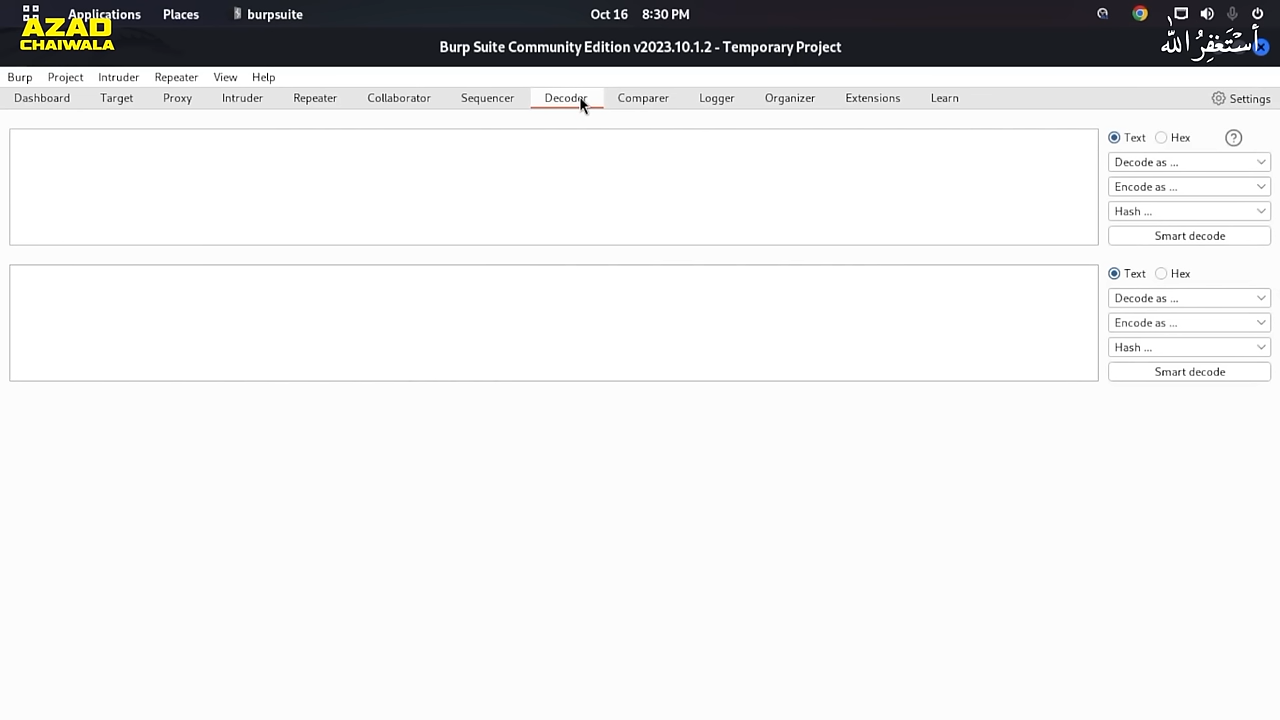 Applications Places burpsuite Oct 16 8:30 PM
AZAD
CHAIWALA
أستغفر الله
Burp Suite Community Edition v2023.10.1.2 - Temporary Project
Burp Project Intruder Repeater View Help
Dashboard Target Proxy Intruder Repeater Collaborator Sequencer Decoder Comparer Logger Organizer Extensions Learn Settings
Text Hex ?
Decode as ...
Encode as ...
Hash ...
Smart decode
Text Hex
Decode as ...
Encode as ...
Hash ...
Smart decode